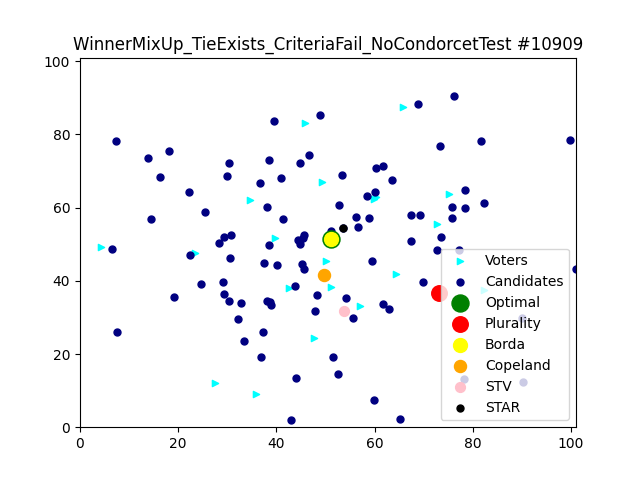 WinnerMixUp_TieExists_CriteriaFail_NoCondorcetTest #10909
100
80
60
40
20
0
0 20 40 60 80 100
Voters
Candidates
Optimal
Plurality
Borda
Copeland
STV
STAR